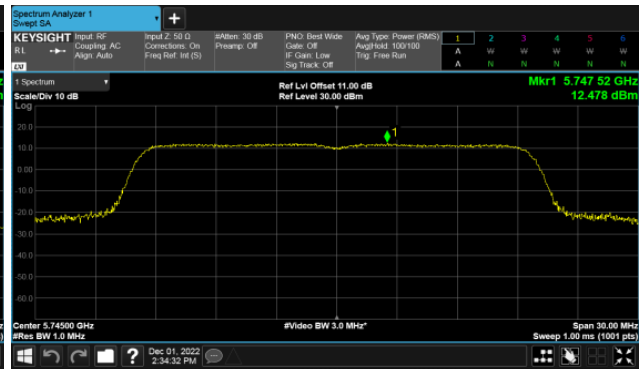 Spectrum Analyzer 1
Swept SA
+
KEYSIGHT Input: RF Input Z: 50 Ω #Atten: 30 dB PNO: Best Wide Avg Type: Power (RMS) 1 2 3 4 5 6
RL Coupling: AC Corrections: On Preamp: Off Gate: Off Avg|Hold: 100/100 A W W W W W
Align: Auto Freq Ref: Int (S) IF Gain: Low Trig: Free Run
Sig Track: Off A N N N N N
LXI
1 Spectrum Ref Lvl Offset 11.00 dB Mkr1 5.747 52 GHz
Scale/Div 10 dB Ref Level 30.00 dBm 12.478 dBm
Log
20.0
10.0
0.00
-10.0
-20.0
-30.0
-40.0
-50.0
-60.0
1
Center 5.74500 GHz #Video BW 3.0 MHz* Span 30.00 MHz
#Res BW 1.0 MHz Sweep 1.00 ms (1001 pts)
? Dec 01, 2022
2:34:32 PM